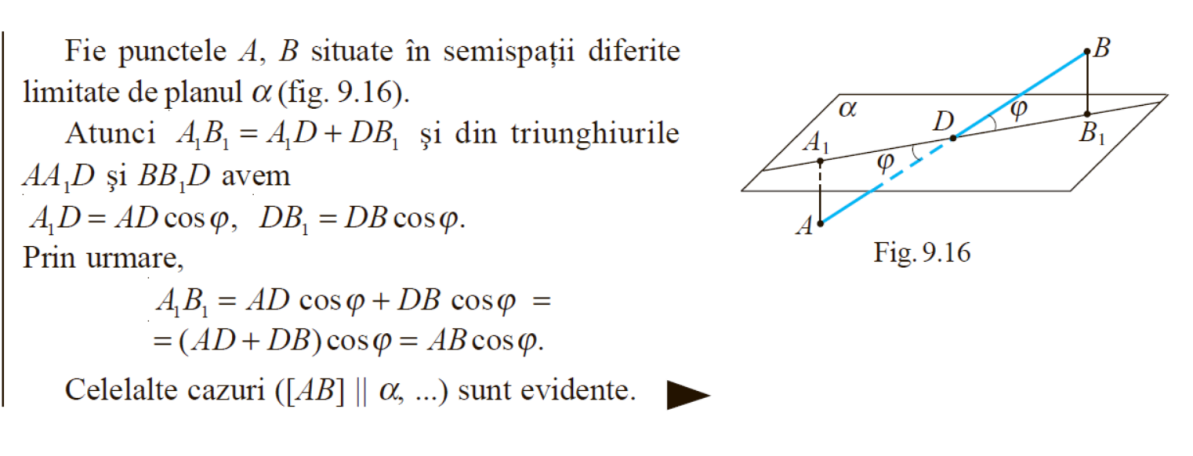 Fie punctele A, B situate în semispații diferite
limitate de planul α (fig. 9.16).
Atunci A₁B₁ = A₁D + DB₁ şi din triunghiurile
AA₁D şi BB₁D avem
A₁D = AD cos φ, DB₁ = DB cos φ.
Prin urmare,
A₁B₁ = AD cos φ + DB cos φ =
= (AD + DB) cos φ = AB cos φ.
Celelalte cazuri ([AB] || α, ...) sunt evidente.
B
α
D
φ
A₁
B₁
φ
A
Fig. 9.16